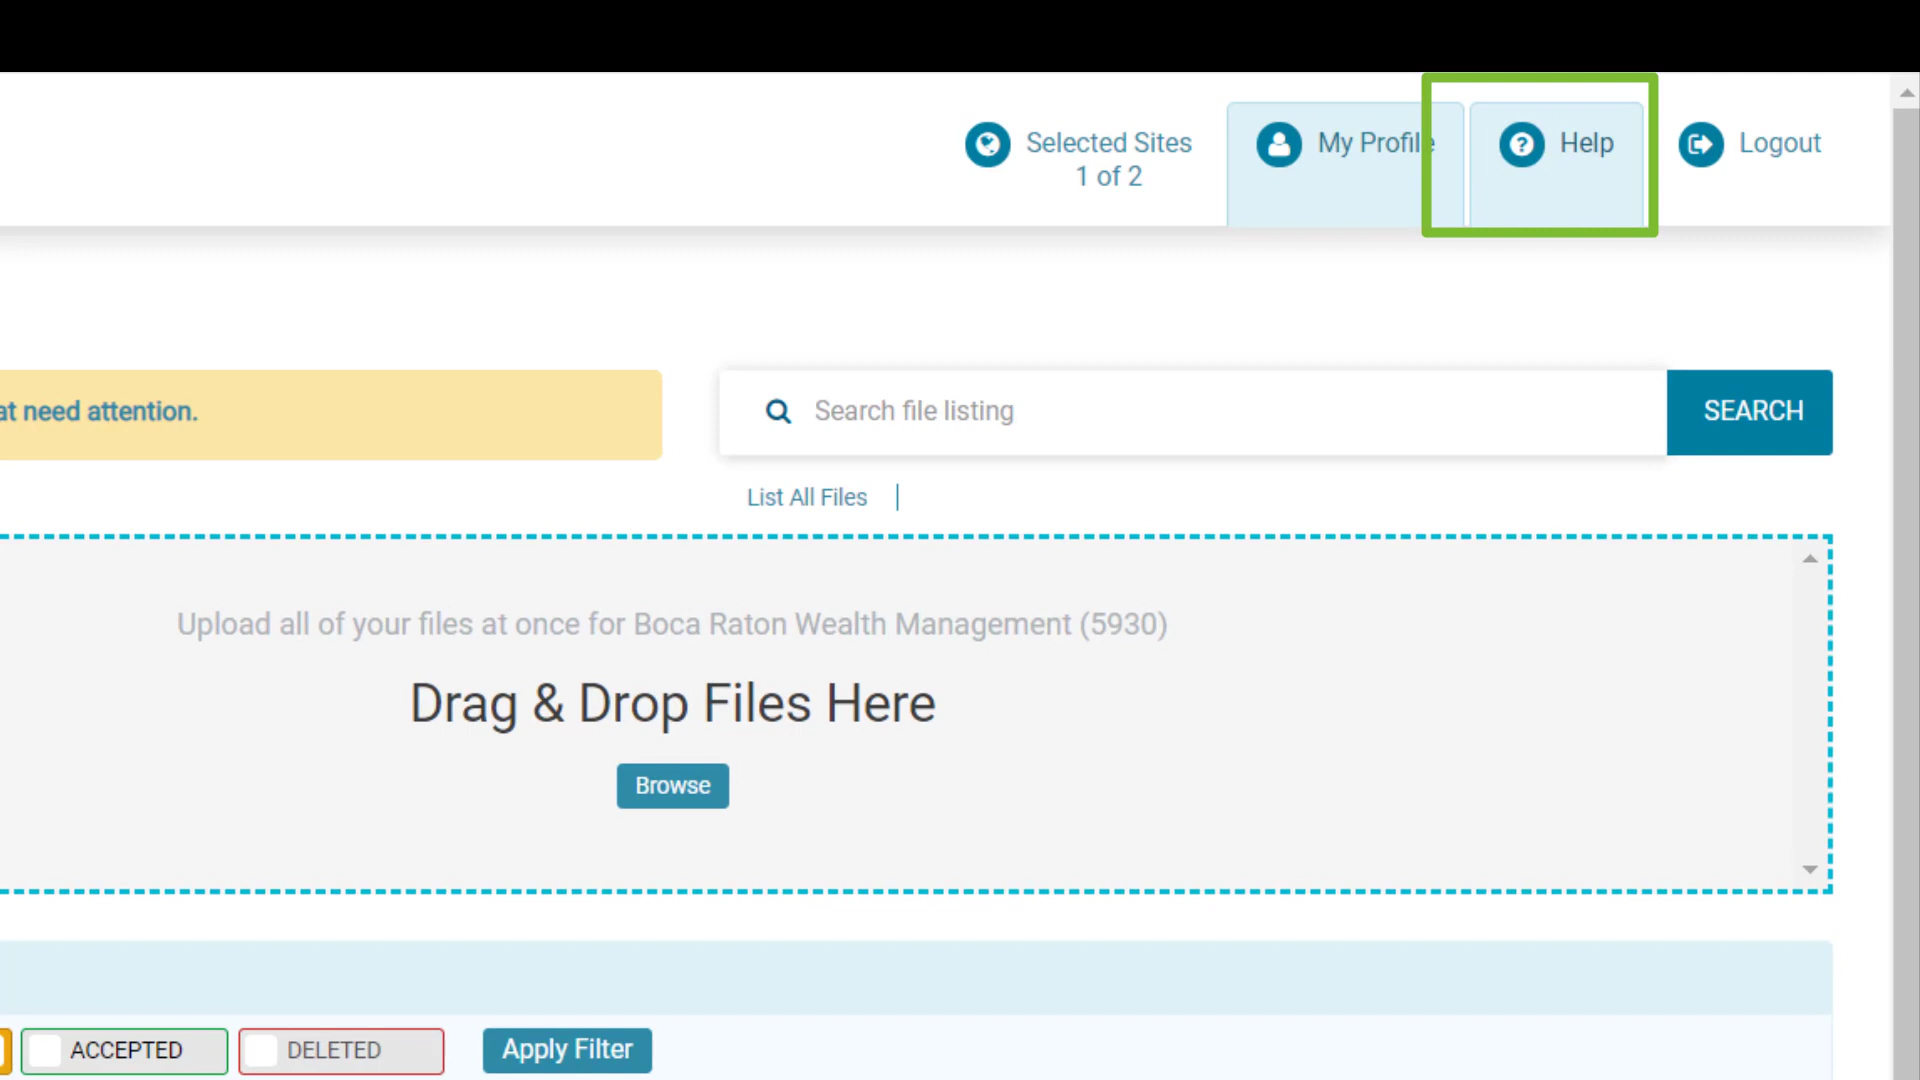 Selected Sites
1 of 2
My Profile
Help
Logout
at need attention.
Search file listing
SEARCH
List All Files
Upload all of your files at once for Boca Raton Wealth Management (5930)
Drag & Drop Files Here
Browse
ACCEPTED
DELETED
Apply Filter